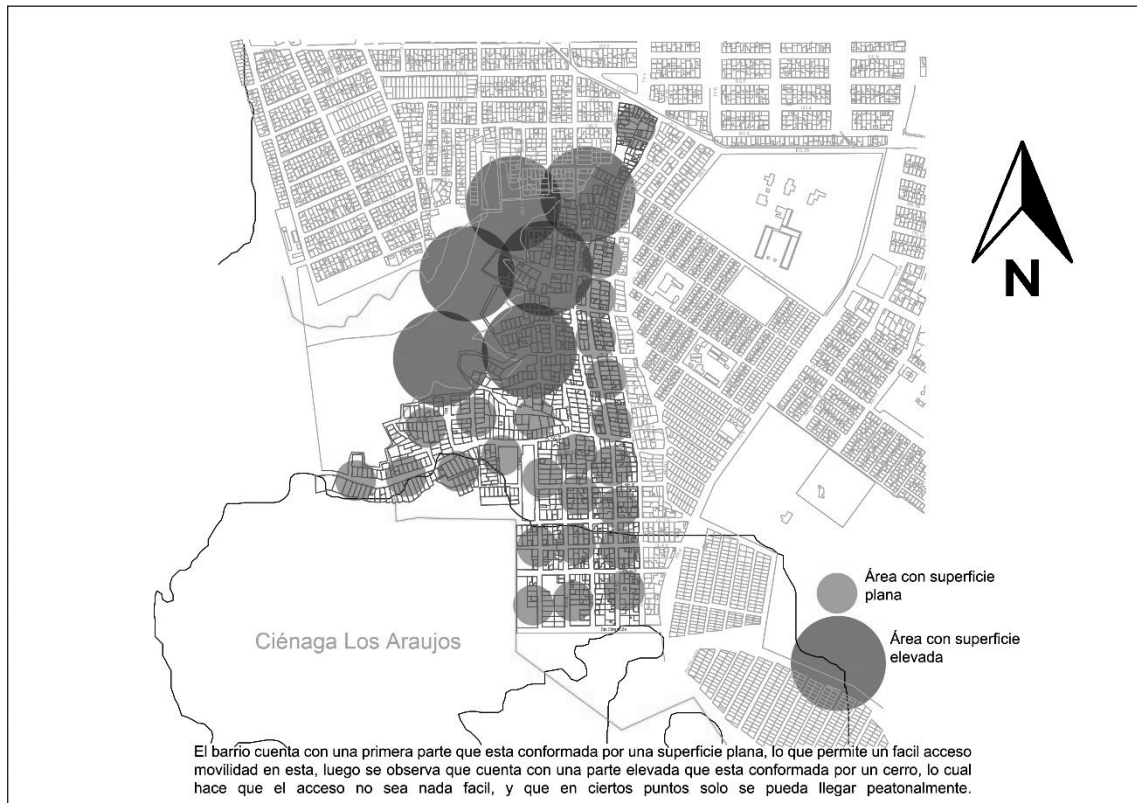 N
Área con superficie
plana
Área con superficie
elevada
Ciénaga Los Araujos
El barrio cuenta con una primera parte que esta conformada por una superficie plana, lo que permite un facil acceso
movilidad en esta, luego se observa que cuenta con una parte elevada que esta conformada por un cerro, lo cual
hace que el acceso no sea nada facil, y que en ciertos puntos solo se pueda llegar peatonalmente.